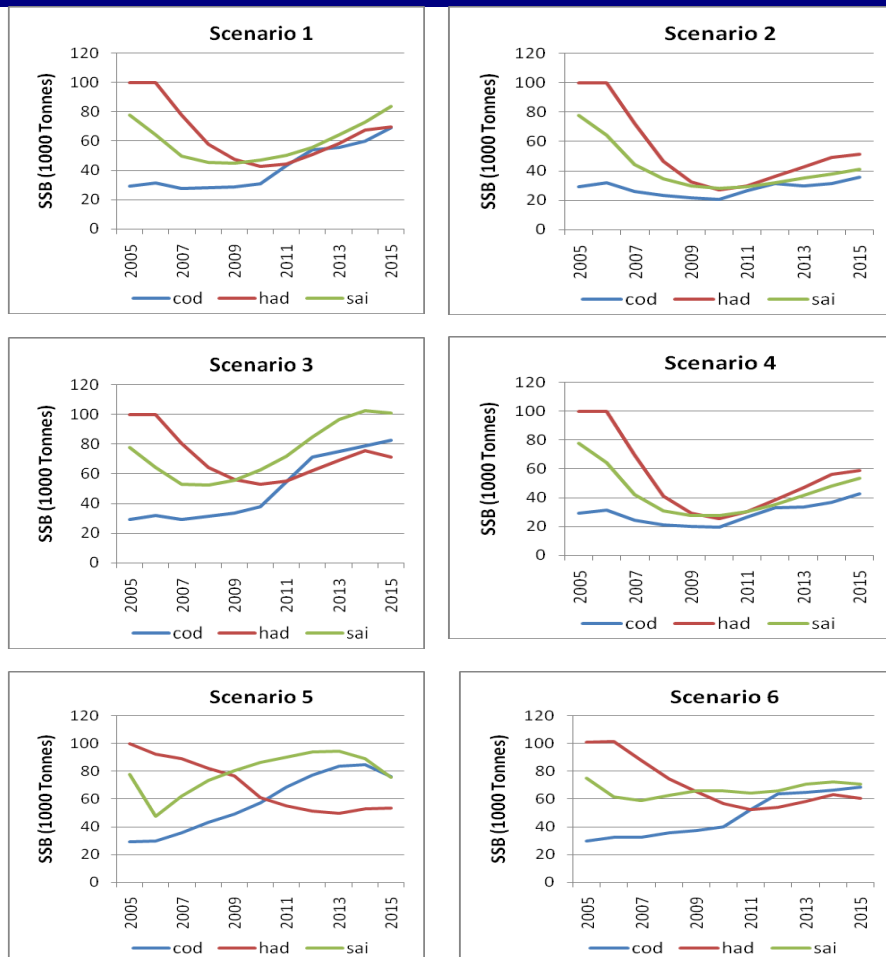 Scenario 1
SSB (1000 Tonnes)
120
100
80
60
40
20
0
2005 2007 2009 2011 2013 2015
cod had sai
Scenario 2
SSB (1000 Tonnes)
120
100
80
60
40
20
0
2005 2007 2009 2011 2013 2015
cod had sai
Scenario 3
SSB (1000 Tonnes)
120
100
80
60
40
20
0
2005 2007 2009 2011 2013 2015
cod had sai
Scenario 4
SSB (1000 Tonnes)
120
100
80
60
40
20
0
2005 2007 2009 2011 2013 2015
cod had sai
Scenario 5
SSB (1000 Tonnes)
120
100
80
60
40
20
0
2005 2007 2009 2011 2013 2015
cod had sai
Scenario 6
SSB (1000 Tonnes)
120
100
80
60
40
20
0
2005 2007 2009 2011 2013 2015
cod had sai